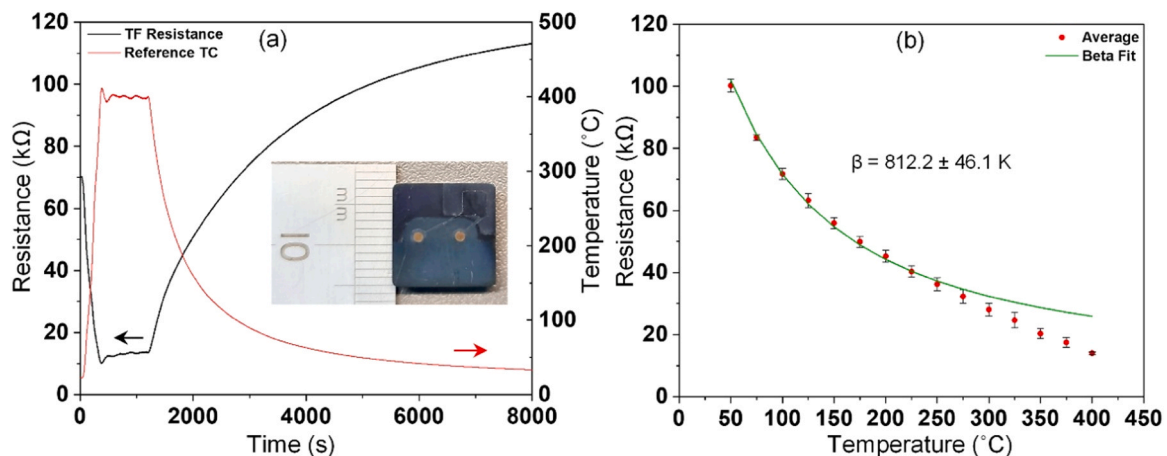 (a)
TF Resistance
Reference TC
Resistance (kΩ)
120
100
80
60
40
20
0
0
2000
4000
6000
8000
Time (s)
500
400
300
200
100
0
Temperature (°C)
mm
10
(b)
Average
Beta Fit
β = 812.2 ± 46.1 K
Resistance (kΩ)
120
100
80
60
40
20
0
0
50
100
150
200
250
300
350
400
450
Temperature (°C)